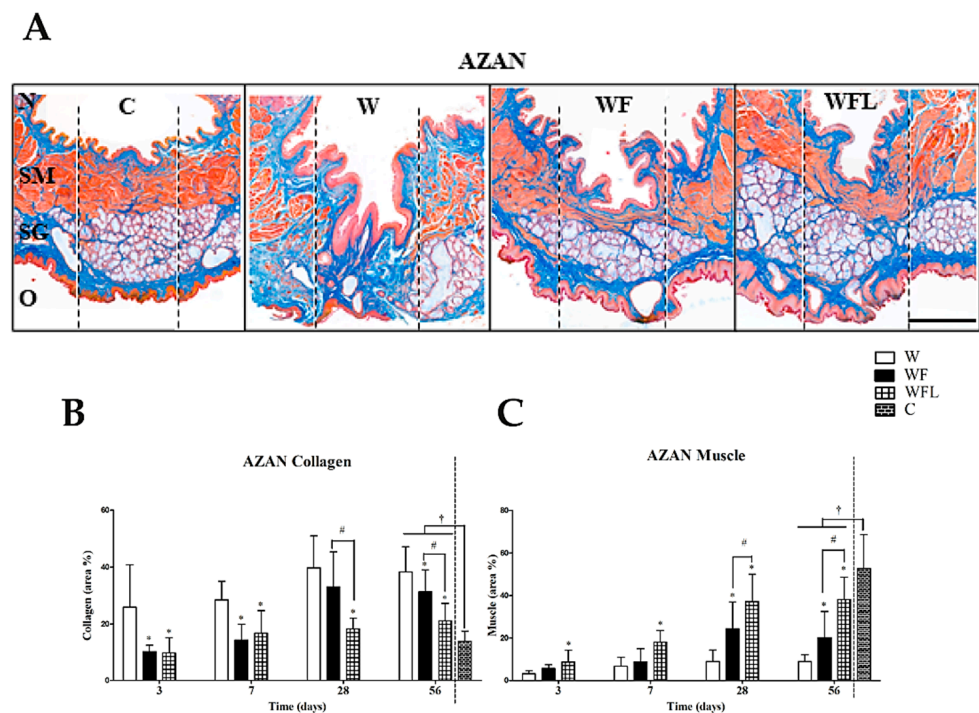 A
AZAN
N
C
W
WF
WFL
SM
SG
O
W
WF
WFL
C
B
C
AZAN Collagen
AZAN Muscle
60
40
20
0
Collagen (area %)
* * * * # * † * # *
3 7 28 56
Time (days)
80
60
40
20
0
Muscle (area %)
* * * # * † * # *
3 7 28 56
Time (days)